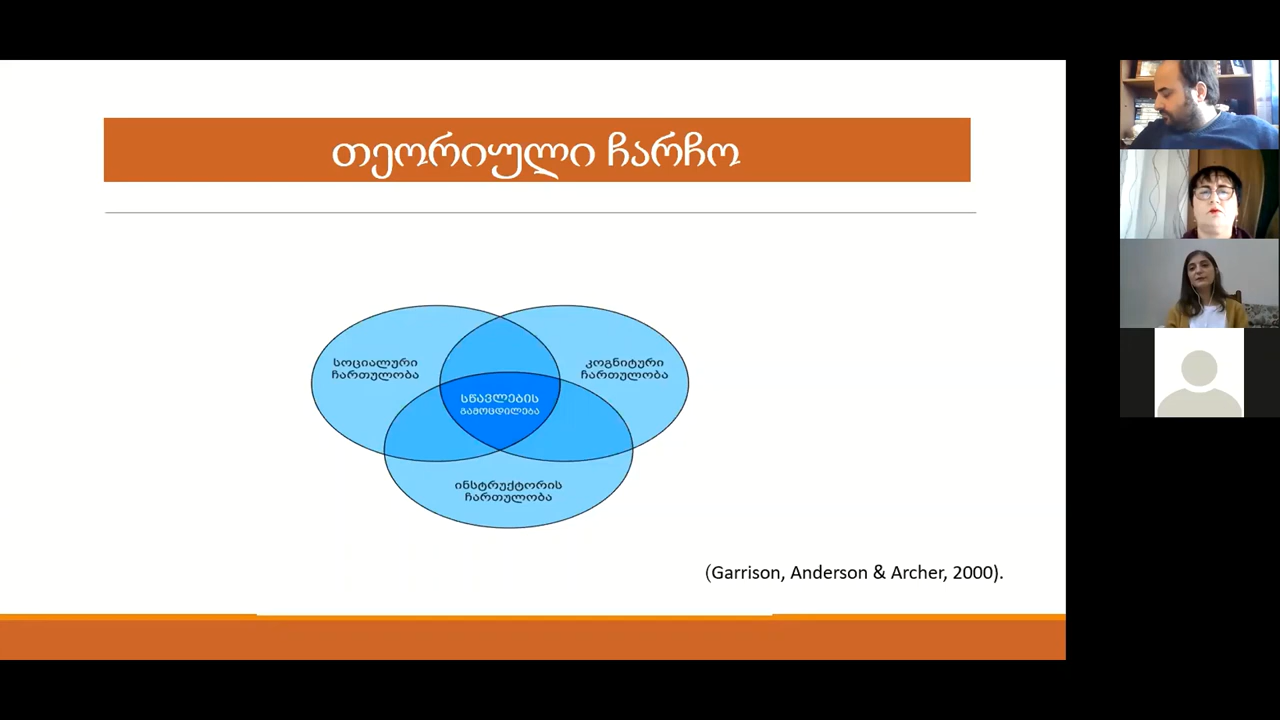 თეორიული ჩარჩო
სოციალური
ჩართულობა
კოგნიტური
ჩართულობა
სწავლების
გამოცდილება
ინსტრუქტორის
ჩართულობა
(Garrison, Anderson & Archer, 2000).